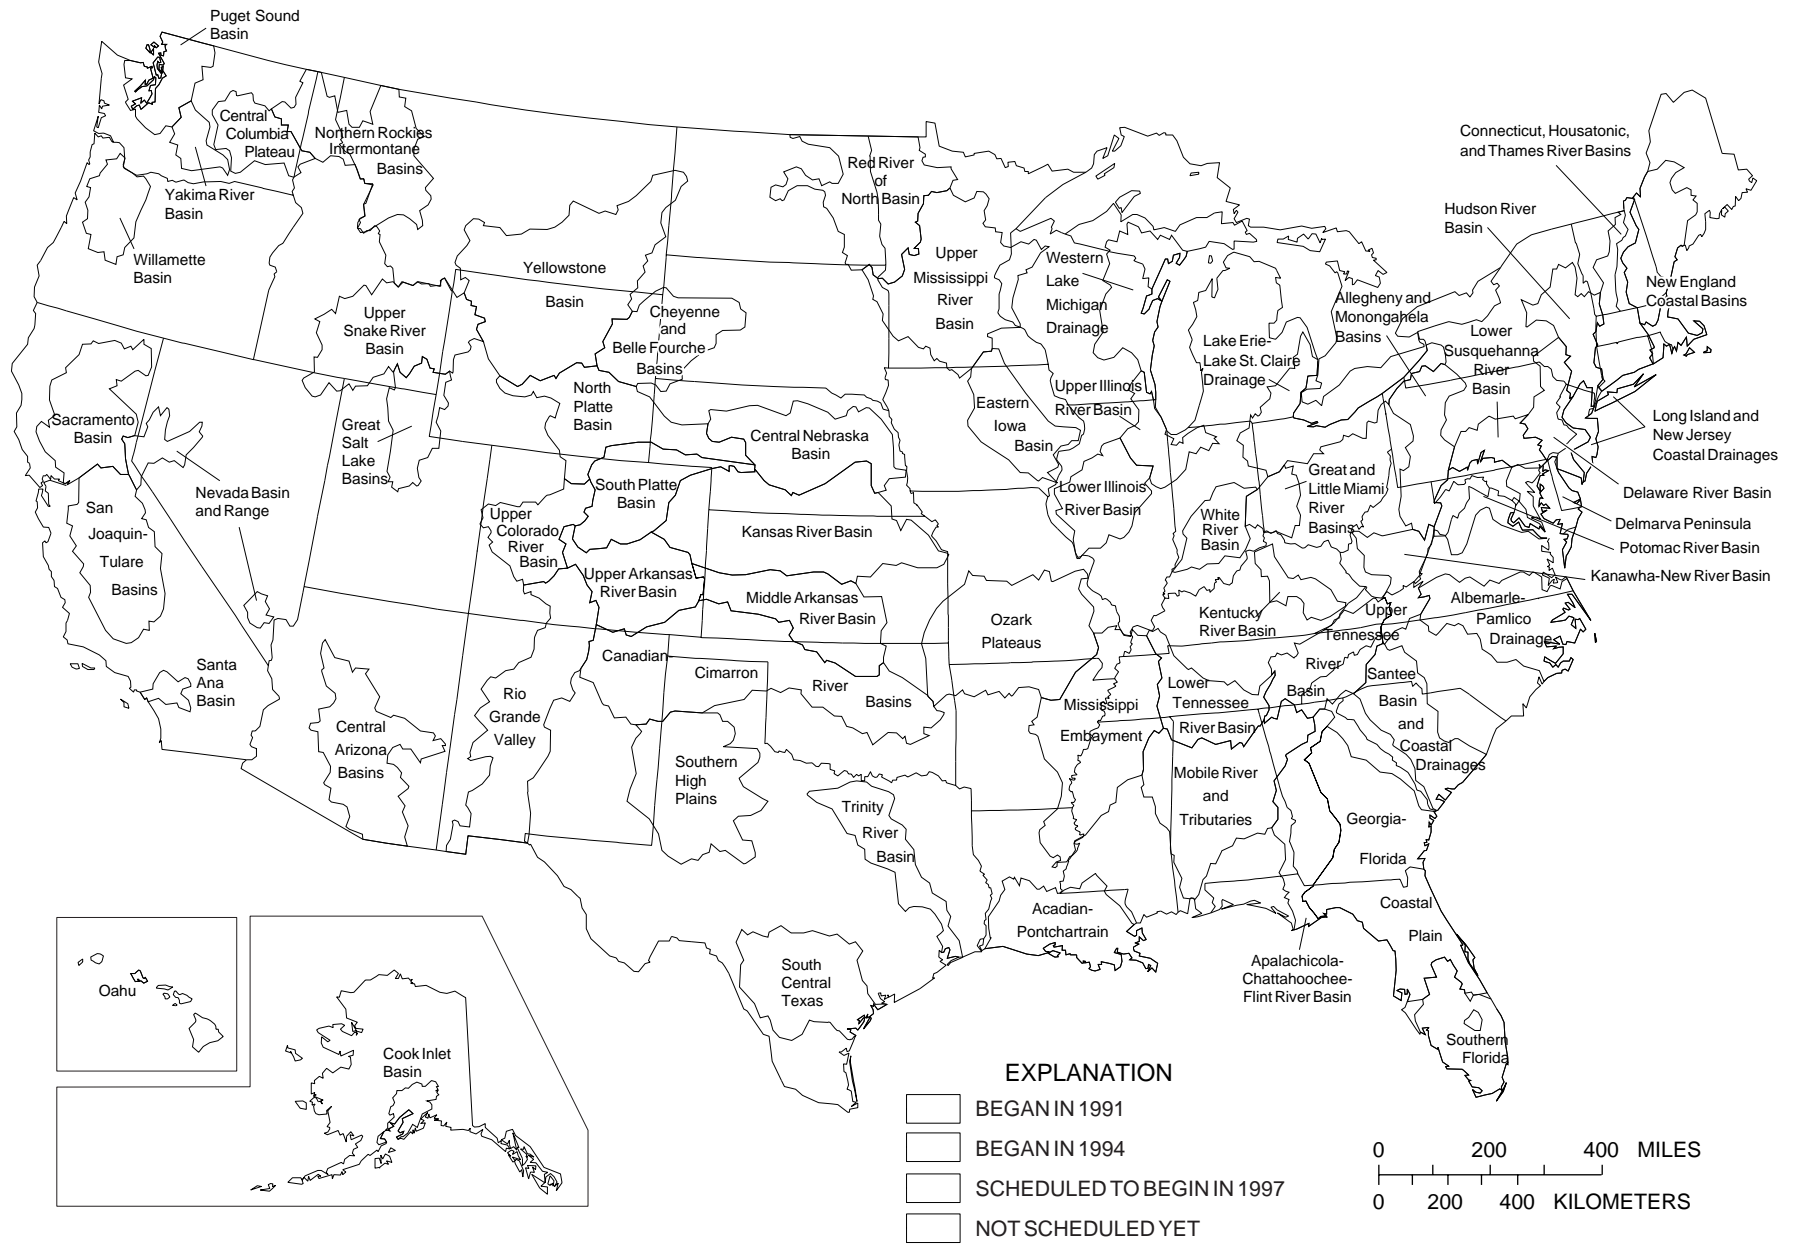 Puget Sound
Basin
Central
Columbia
Plateau
Northern Rockies
Intermontane
Basins
Yakima River
Basin
Willamette
Basin
Upper
Snake River
Basin
Yellowstone
Basin
Cheyenne
and
Belle Fourche
Basins
Red River
of
North Basin
Upper
Mississippi
River
Basin
Western
Lake
Michigan
Drainage
Connecticut, Housatonic,
and Thames River Basins
Hudson River
Basin
New England
Coastal Basins
Allegheny and
Monongahela
Basins
Lower
Susquehanna
River
Basin
Lake Erie-
Lake St. Claire
Drainage
Sacramento
Basin
Great
Salt
Lake
Basins
North
Platte
Basin
Central Nebraska
Basin
Eastern
Iowa
Basin
Upper Illinois
River Basin
Long Island and
New Jersey
Coastal Drainages
Nevada Basin
and Range
San
Joaquin-
Tulare
Basins
South Platte
Basin
Upper
Colorado
River
Basin
Kansas River Basin
Lower Illinois
River Basin
White
River
Basin
Great and
Little Miami
River
Basins
Delaware River Basin
Delmarva Peninsula
Potomac River Basin
Kanawha-New River Basin
Upper Arkansas
River Basin
Middle Arkansas
River Basin
Ozark
Plateaus
Kentucky
River Basin
Upper
Tennessee
River
Basin
Albemarle-
Pamlico
Drainage
Santa
Ana
Basin
Central
Arizona
Basins
Rio
Grande
Valley
Canadian-
Cimarron
River
Basins
Southern
High
Plains
Mississippi
Embayment
Lower
Tennessee
River Basin
Santee
Basin
and
Coastal
Drainages
Mobile River
and
Tributaries
Trinity
River
Basin
Georgia-
Florida
Coastal
Plain
Acadian-
Pontchartrain
Apalachicola-
Chattahoochee-
Flint River Basin
South
Central
Texas
Southern
Florida
Oahu
Cook Inlet
Basin
EXPLANATION
BEGAN IN 1991
BEGAN IN 1994
SCHEDULED TO BEGIN IN 1997
NOT SCHEDULED YET
0 200 400 MILES
0 200 400 KILOMETERS